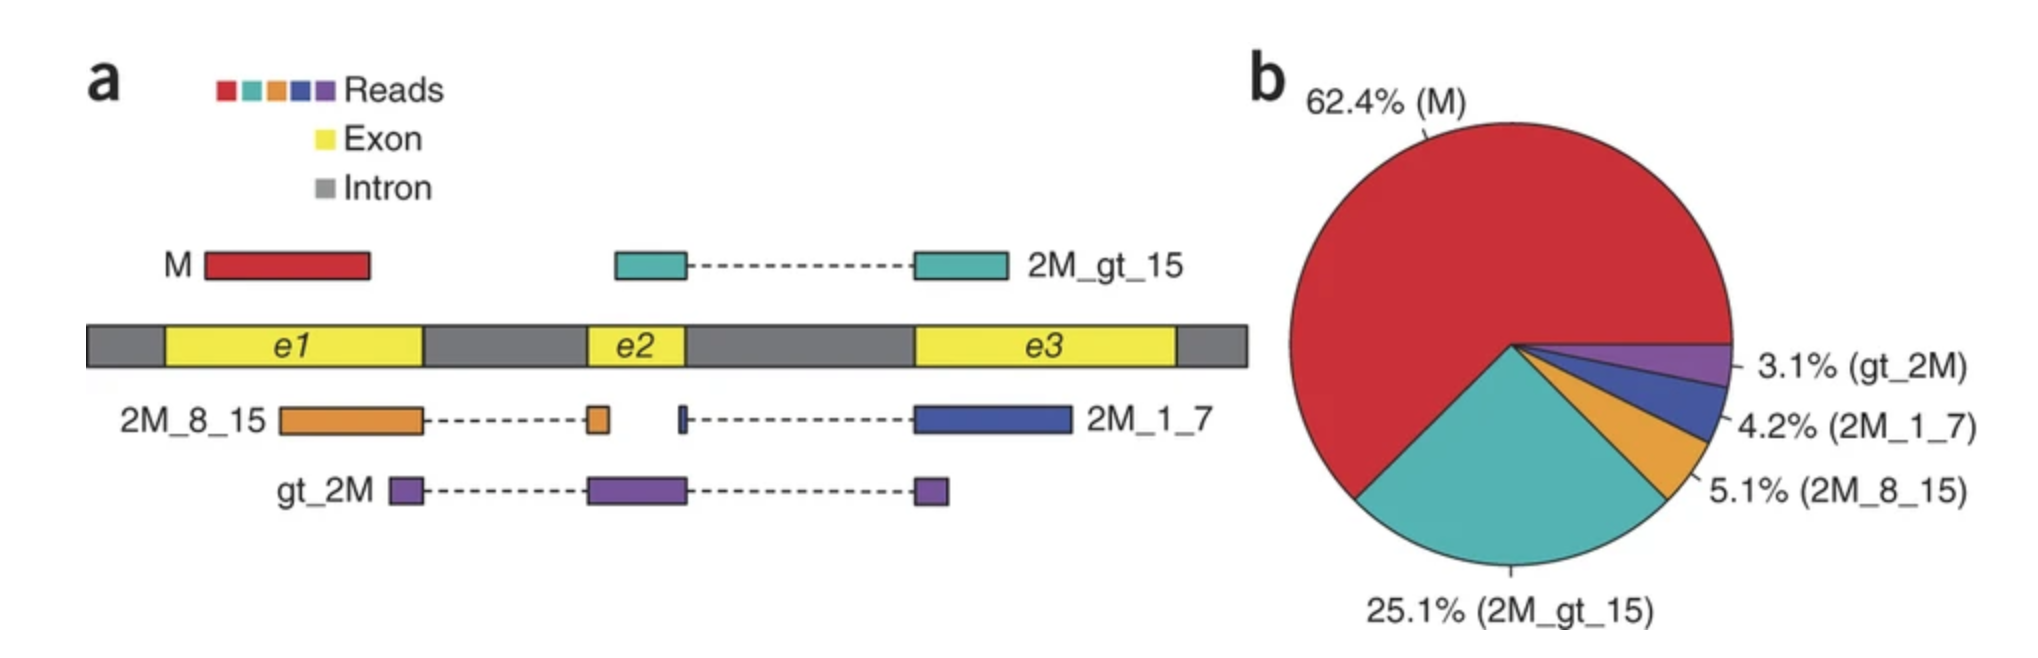 a
Reads
Exon
Intron
M
2M_gt_15
e1
e2
e3
2M_8_15
2M_1_7
gt_2M
b
62.4% (M)
3.1% (gt_2M)
4.2% (2M_1_7)
5.1% (2M_8_15)
25.1% (2M_gt_15)